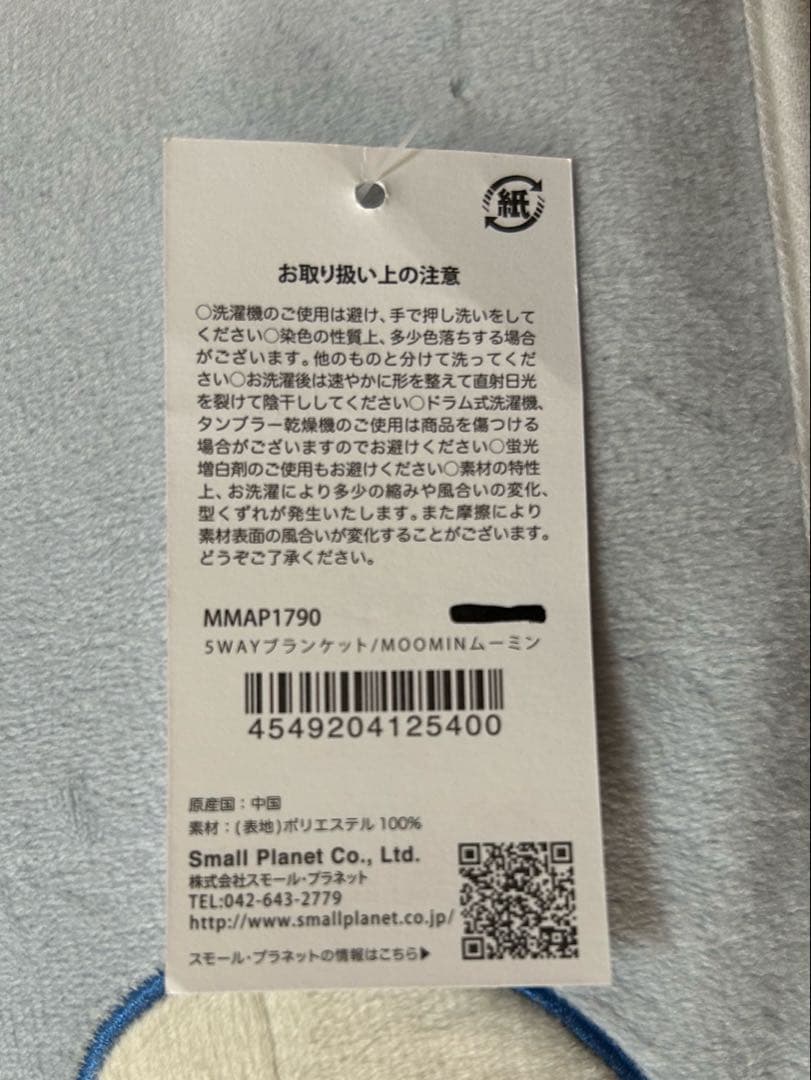 紙
お取り扱い上の注意
○洗濯機のご使用は避け、手で押し洗いをして
ください○染色の性質上、多少色落ちする場合
がございます。他のものと分けて洗ってくだ
さい○お洗濯後は速やかに形を整えて直射日光
を裂けて陰干ししてください○ドラム式洗濯機、
タンブラー乾燥機のご使用は商品を傷つける
場合がございますのでお避けください○蛍光
増白剤のご使用もお避けください○素材の特性
上、お洗濯により多少の縮みや風合いの変化、
型くずれが発生いたします。また摩擦により
素材表面の風合いが変化することがございます。
どうぞご了承ください。
MMAP1790
5WAYブランケット/MOOMINムーミン
4549204125400
原産国：中国
素材：(表地)ポリエステル100%
Small Planet Co., Ltd.
株式会社スモール・プラネット
TEL:042-643-2779
http://www.smallplanet.co.jp/
スモール・プラネットの情報はこちら▶